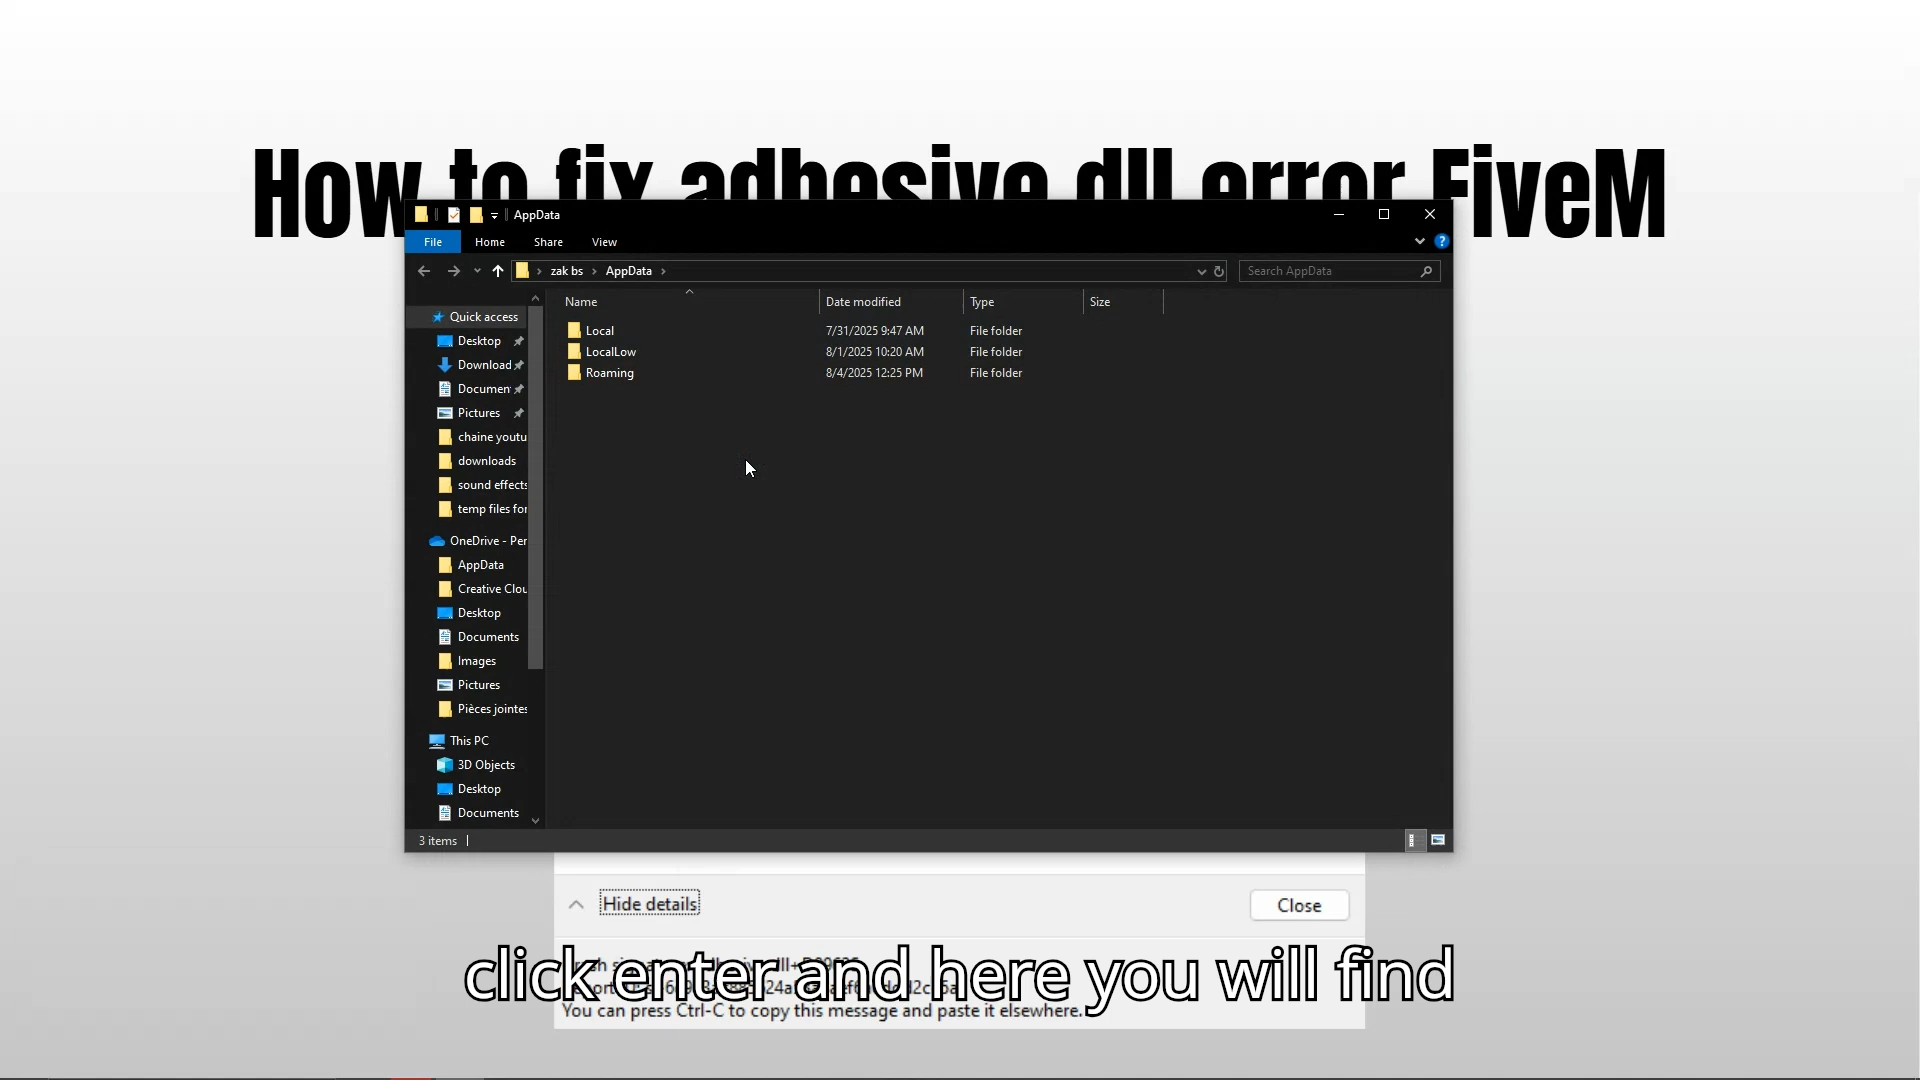 How to fix adhesive dll error FiveM
AppData
File Home Share View
zak bs AppData
Search AppData
Name Date modified Type Size
Local 7/31/2025 9:47 AM File folder
LocalLow 8/1/2025 10:20 AM File folder
Roaming 8/4/2025 12:25 PM File folder
Quick access
Desktop
Download
Documen
Pictures
chaine youtu
downloads
sound effects
temp files for
OneDrive - Per
AppData
Creative Clou
Desktop
Documents
Images
Pictures
Pièces jointes
This PC
3D Objects
Desktop
Documents
3 items
Hide details Close
click enter and here you will find
You can press Ctrl-C to copy this message and paste it elsewhere.